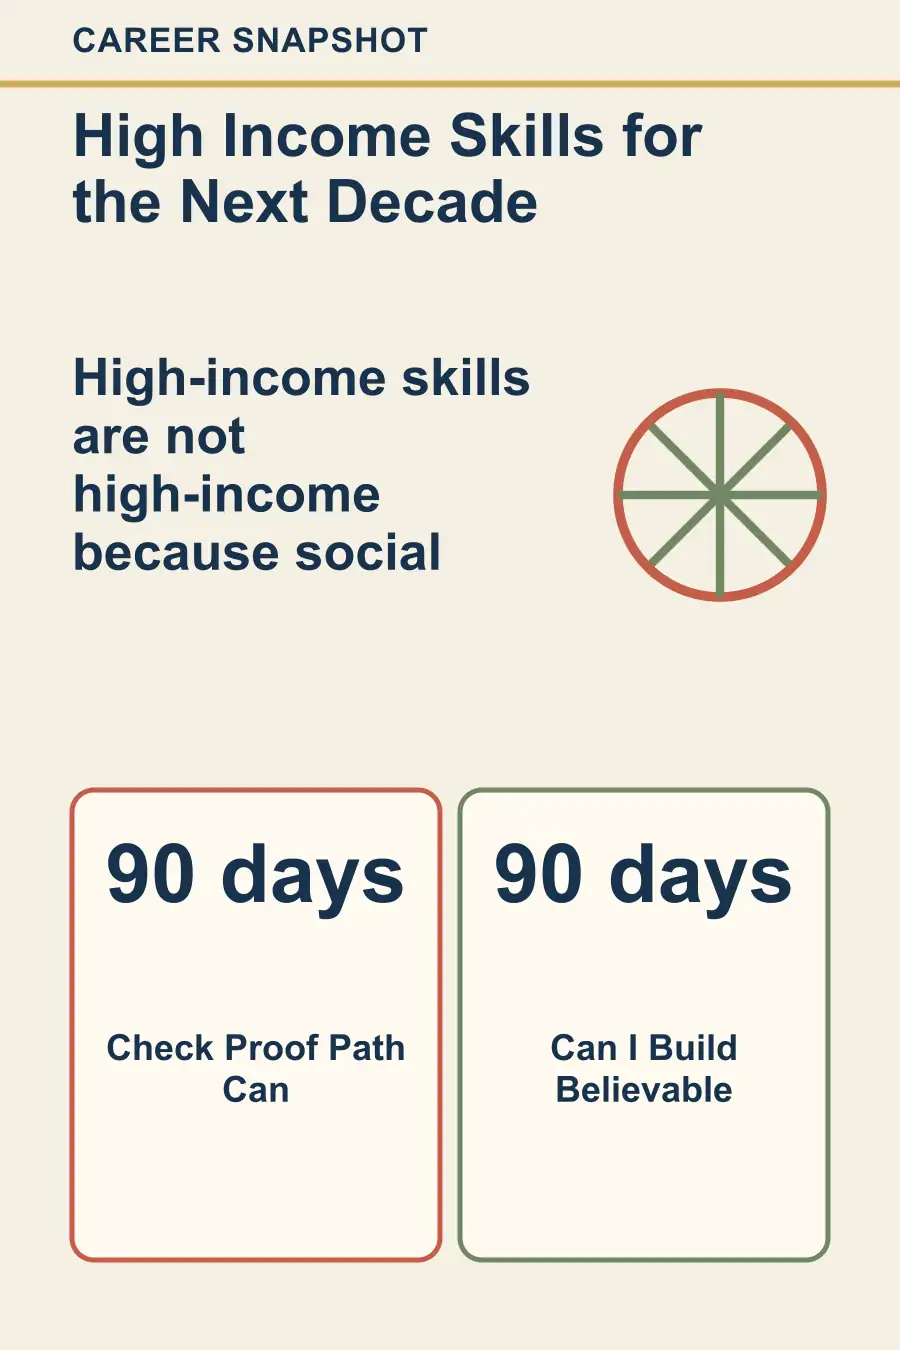 CAREER SNAPSHOT
High Income Skills for
the Next Decade
High-income skills
are not
high-income
because social
90 days
Check Proof Path
Can
90 days
Can I Build
Believable